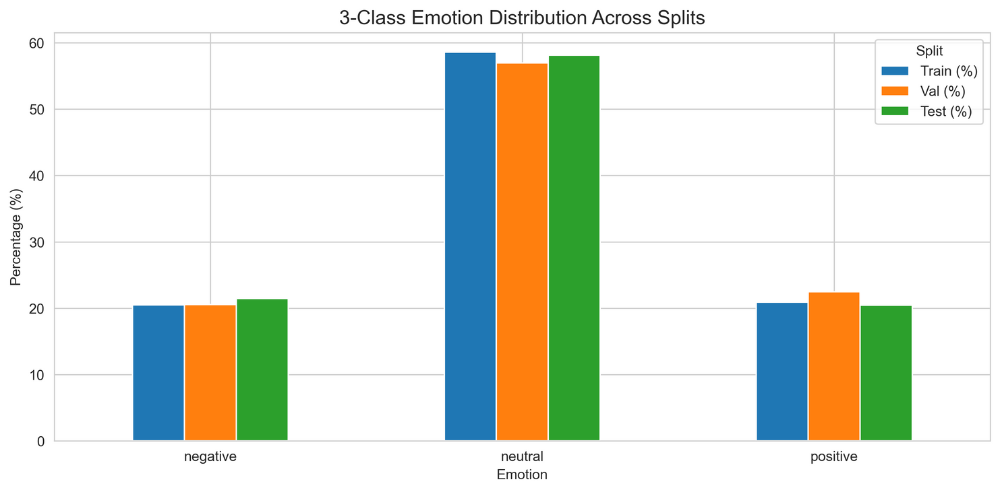 3-Class Emotion Distribution Across Splits
Split
Train (%)
Val (%)
Test (%)
Percentage (%)
60
50
40
30
20
10
0
negative
neutral
positive
Emotion